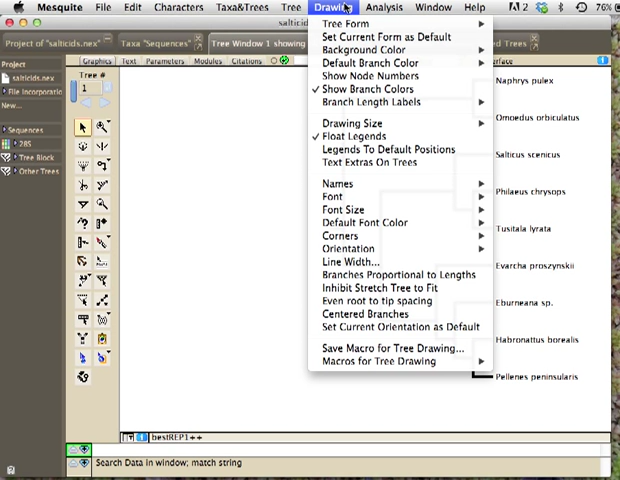 Mesquite File Edit Characters Taxa&Trees Tree Drawing Analysis Window Help 2 76%
Project of "salticids.nex" Taxa "Sequences" Tree Window 1 showing Trees
Project
salticids.nex
File Incorporatio
New...
Sequences
28S
Tree Block
Other Trees
Graphics Text Parameters Modules Citations
Tree #
1
Tree Form
Set Current Form as Default
Background Color
Default Branch Color
Show Node Numbers
✓ Show Branch Colors
Branch Length Labels
Drawing Size
✓ Float Legends
Legends To Default Positions
Text Extras On Trees
Names
Font
Font Size
Default Font Color
Corners
Orientation
Line Width...
Branches Proportional to Lengths
Inhibit Stretch Tree to Fit
Even root to tip spacing
Centered Branches
Set Current Orientation as Default
Save Macro for Tree Drawing...
Macros for Tree Drawing
Naphrys pulex
Omoedus orbiculatus
Salticus scenicus
Philaeus chrysops
Tusitala lyrata
Evarcha proszynskii
Eburneana sp.
Habronattus borealis
Pellenes peninsularis
bestREP1++
Search Data in window; match string